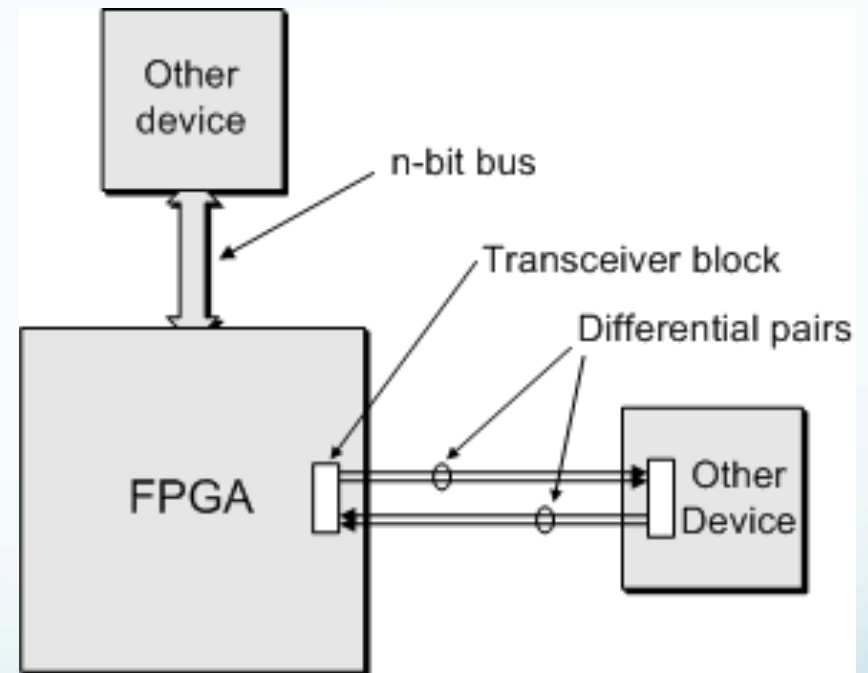 Other
device
n-bit bus
Transceiver block
Differential pairs
FPGA
Other
Device